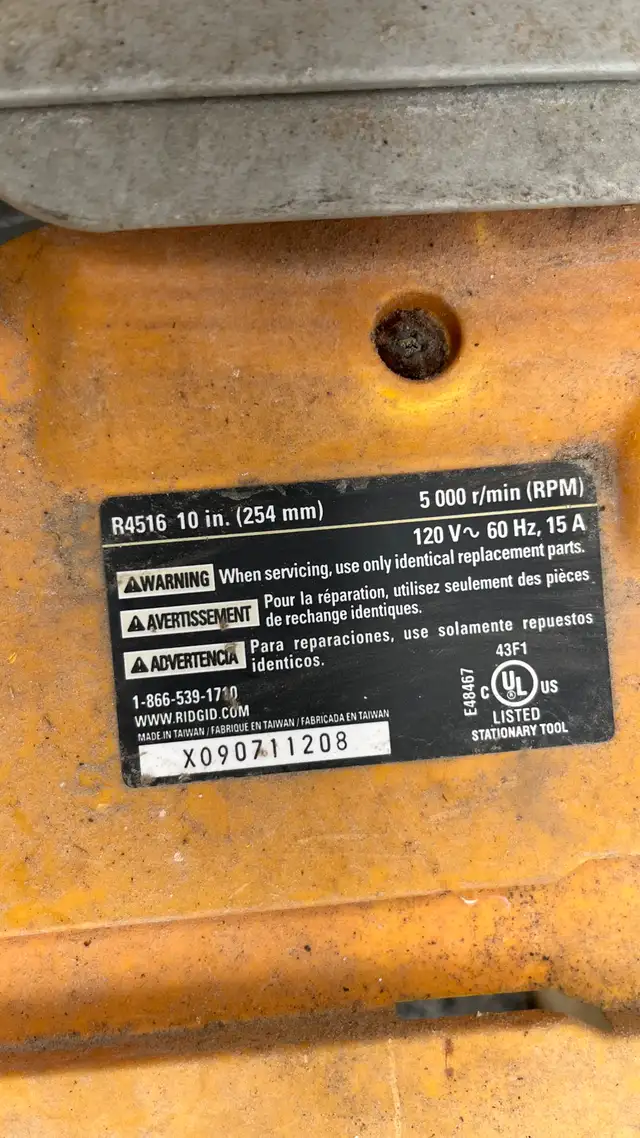 R4516 10 in. (254 mm)
5 000 r/min (RPM)
120 V∿ 60 Hz, 15 A
⚠WARNING When servicing, use only identical replacement parts.
⚠AVERTISSEMENT Pour la réparation, utilisez seulement des pièces
de rechange identiques.
⚠ADVERTENCIA Para reparaciones, use solamente repuestos
identicos.
1-866-539-1710
WWW.RIDGID.COM
MADE IN TAIWAN / FABRIQUE EN TAIWAN / FABRICADA EN TAIWAN
X090711208
E48467
43F1
C UL US
®
LISTED
STATIONARY TOOL